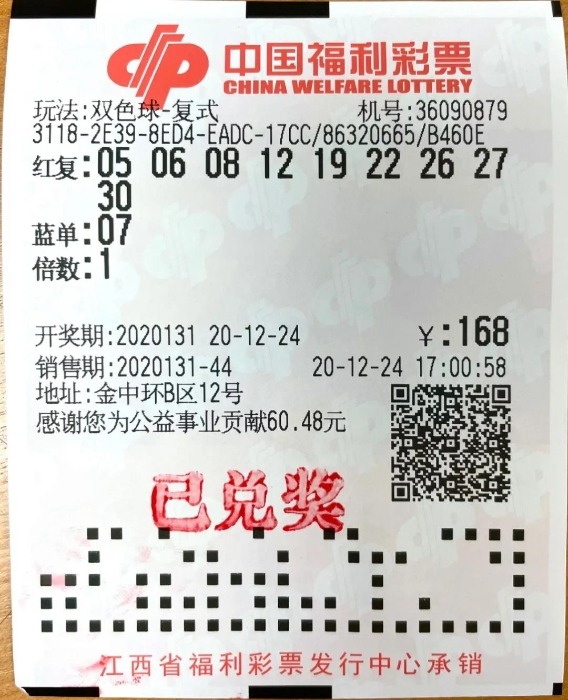 中国福利彩票
CHINA WELFARE LOTTERY
玩法:双色球-复式 机号:36090879
3118-2E39-8ED4-EADC-17CC/86320665/B460E
红复:05 06 08 12 19 22 26 27
30
蓝单:07
倍数:1
开奖期:2020131 20-12-24 ¥:168
销售期:2020131-44 20-12-24 17:00:58
地址:金中环B区12号
感谢您为公益事业贡献60.48元
已兑奖
江西省福利彩票发行中心承销